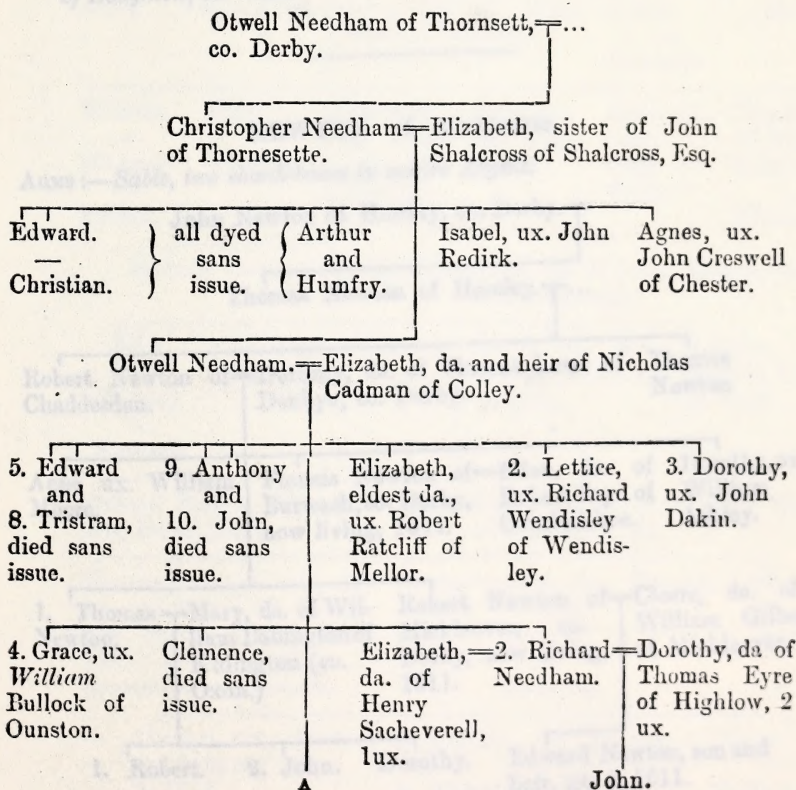 Otwell Needham of Thornsett,=...
co. Derby.
Christopher Needham=Elizabeth, sister of John
of Thornesette. Shalcross of Shalcross, Esq.
Edward.
—
Christian.
} all dyed {
sans
issue.
Arthur
and
Humfry.
Isabel, ux. John
Redirk.
Agnes, ux.
John Creswell
of Chester.
Otwell Needham.=Elizabeth, da. and heir of Nicholas
Cadman of Colley.
5. Edward
and
8. Tristram,
died sans
issue.
9. Anthony
and
10. John,
died sans
issue.
Elizabeth,
eldest da.,
ux. Robert
Ratcliff of
Mellor.
2. Lettice,
ux. Richard
Wendisley
of Wendis-
ley.
3. Dorothy,
ux. John
Dakin.
4. Grace, ux.
William
Bullock of
Ounston.
Clemence,
died sans
issue.
Elizabeth,
da. of
Henry
Sacheverell,
1ux.
=2. Richard=
Needham.
Dorothy, da of
Thomas Eyre
of Highlow, 2
ux.
A
John.